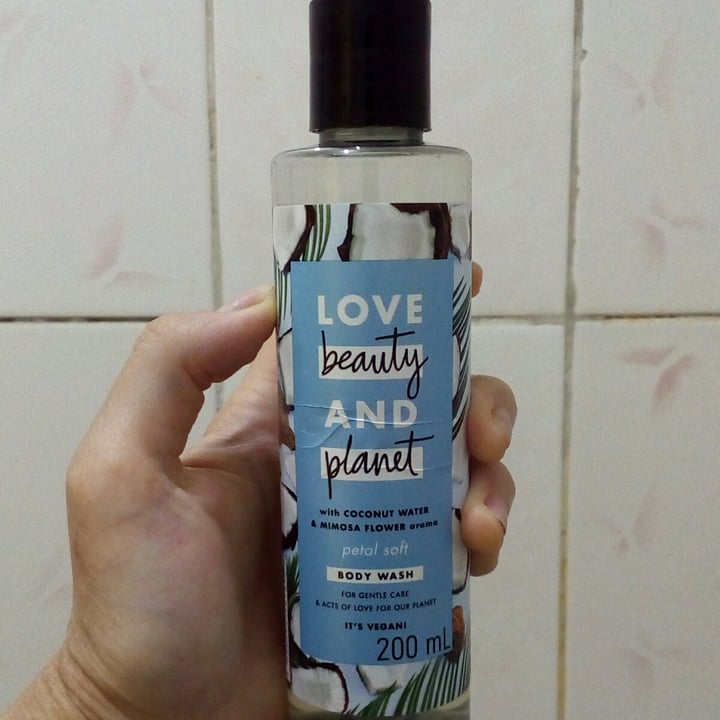 LOVE
beauty
AND
planet
with COCONUT WATER
& MIMOSA FLOWER aroma
petal soft
BODY WASH
FOR GENTLE CARE
& ACTS OF LOVE FOR OUR PLANET
IT'S VEGAN!
200 mL